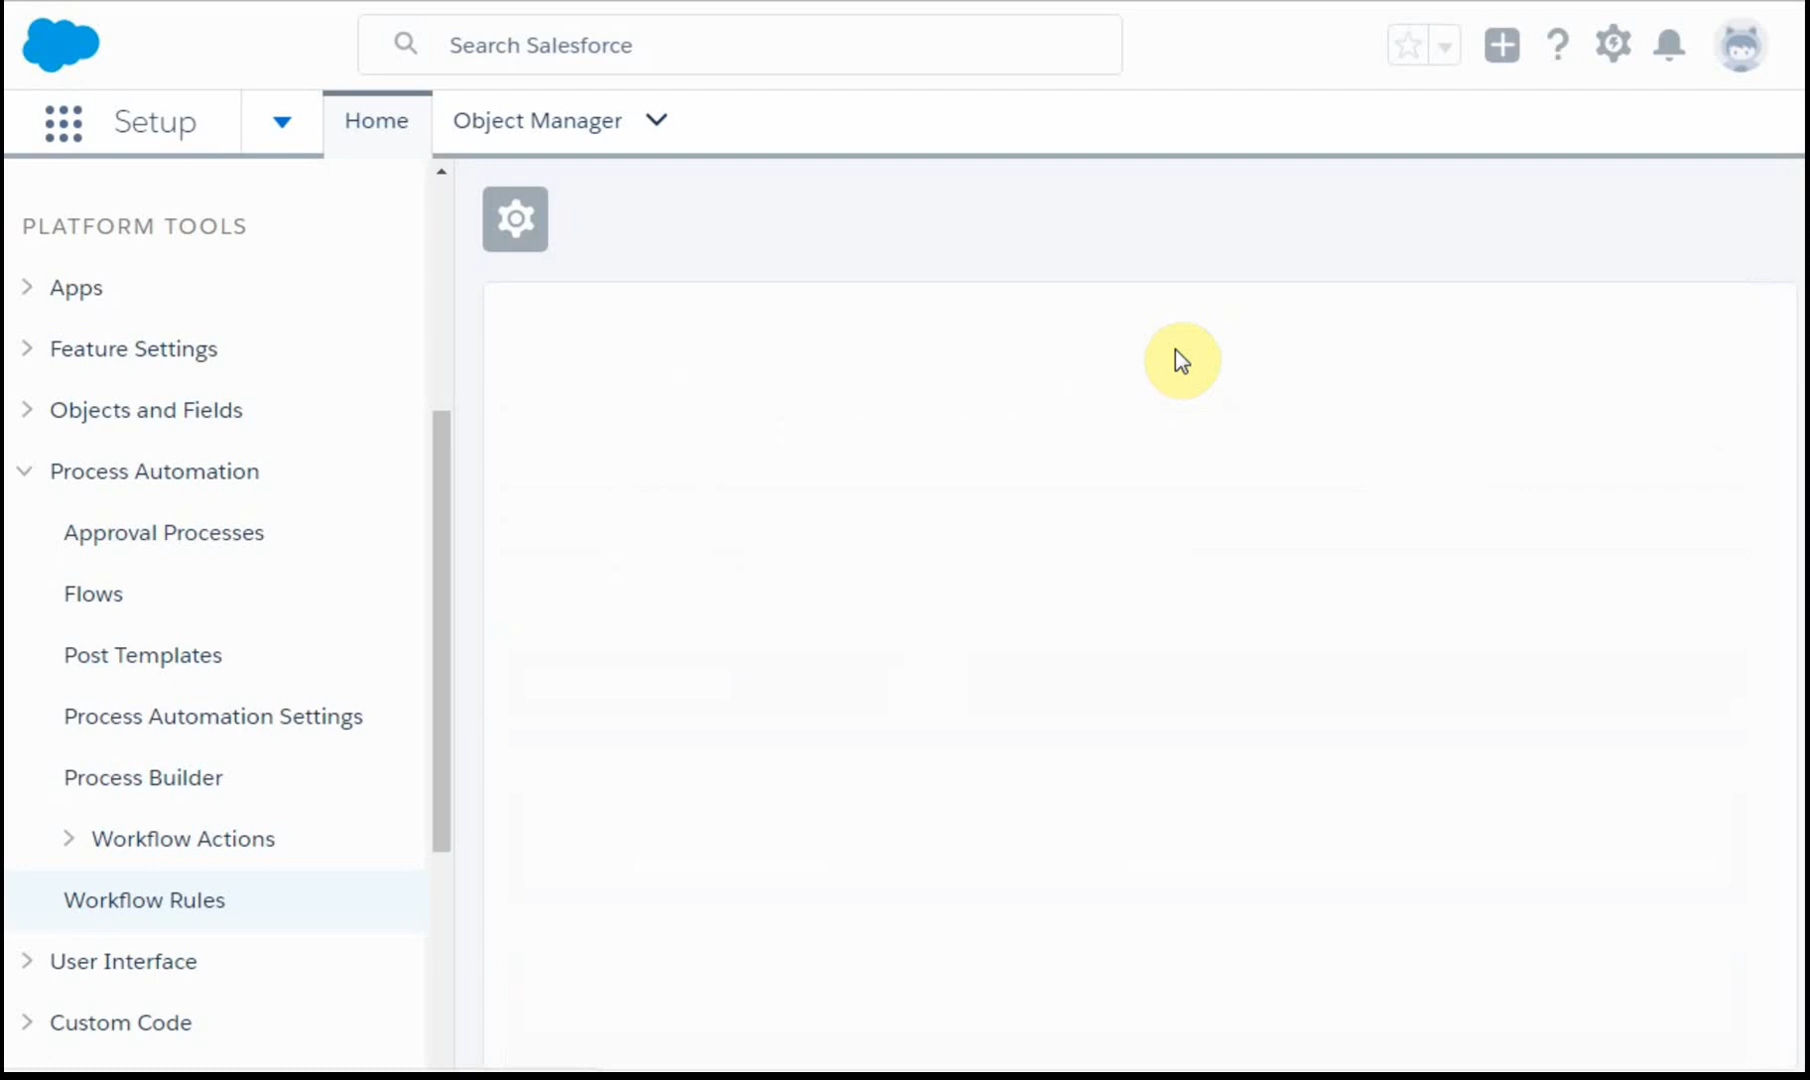 Search Salesforce
Setup
Home
Object Manager
PLATFORM TOOLS
Apps
Feature Settings
Objects and Fields
Process Automation
Approval Processes
Flows
Post Templates
Process Automation Settings
Process Builder
Workflow Actions
Workflow Rules
User Interface
Custom Code